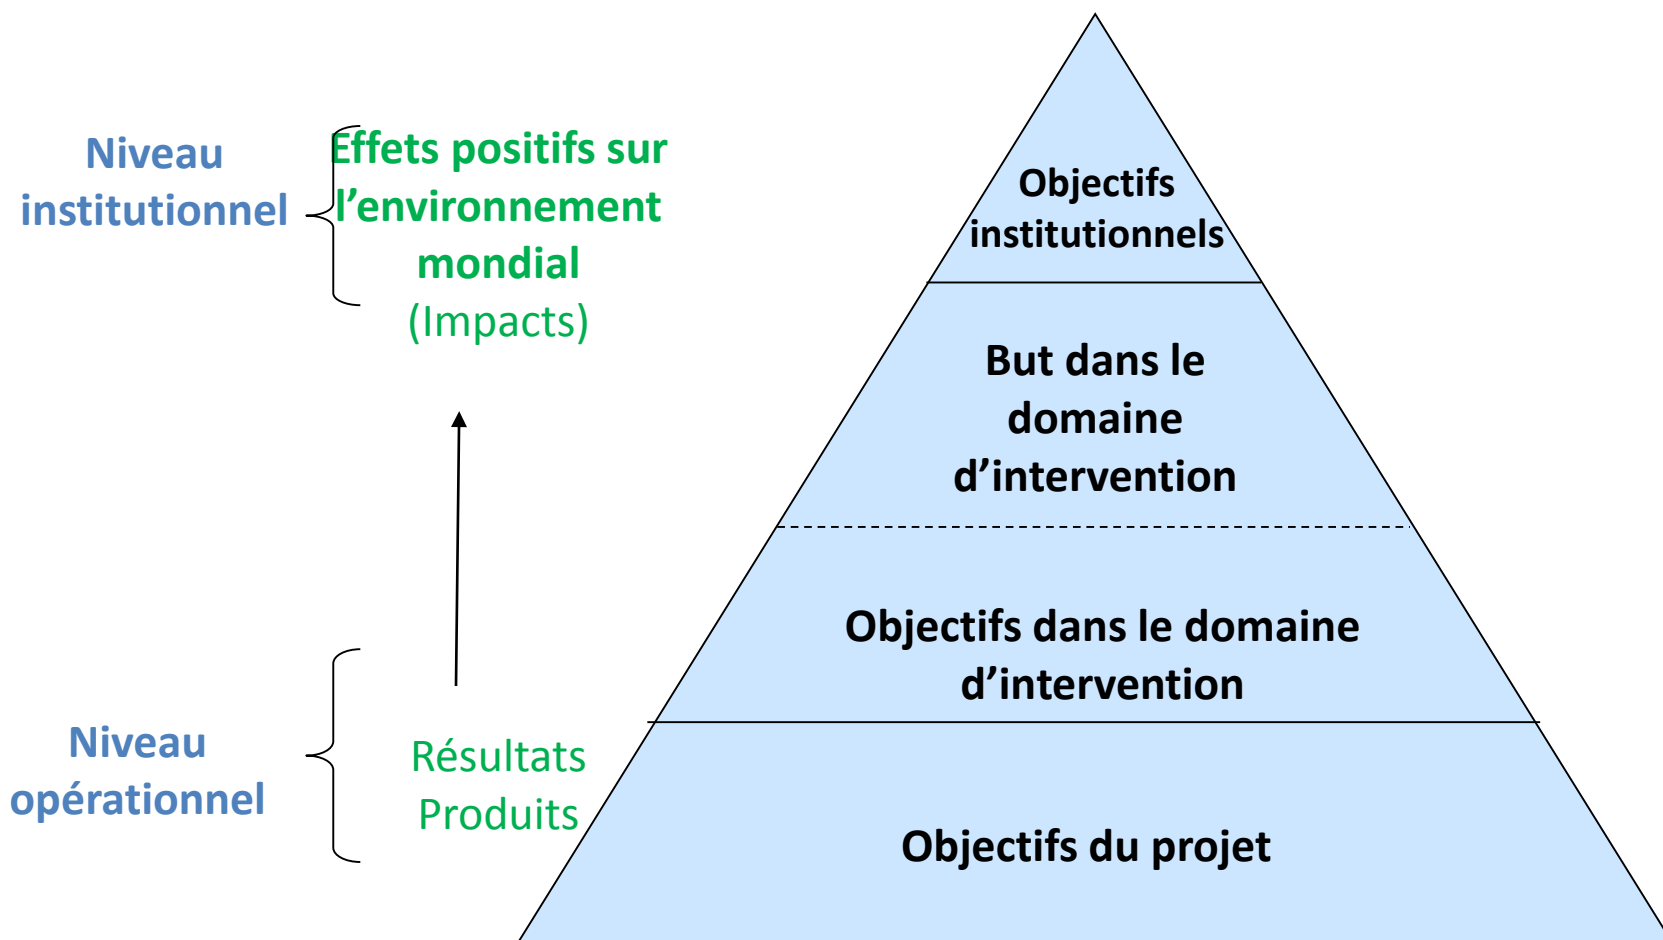 Niveau
institutionnel
Effets positifs sur
l’environnement
mondial
(Impacts)
Objectifs
institutionnels
But dans le
domaine
d’intervention
Objectifs dans le domaine
d’intervention
Niveau
opérationnel
Résultats
Produits
Objectifs du projet